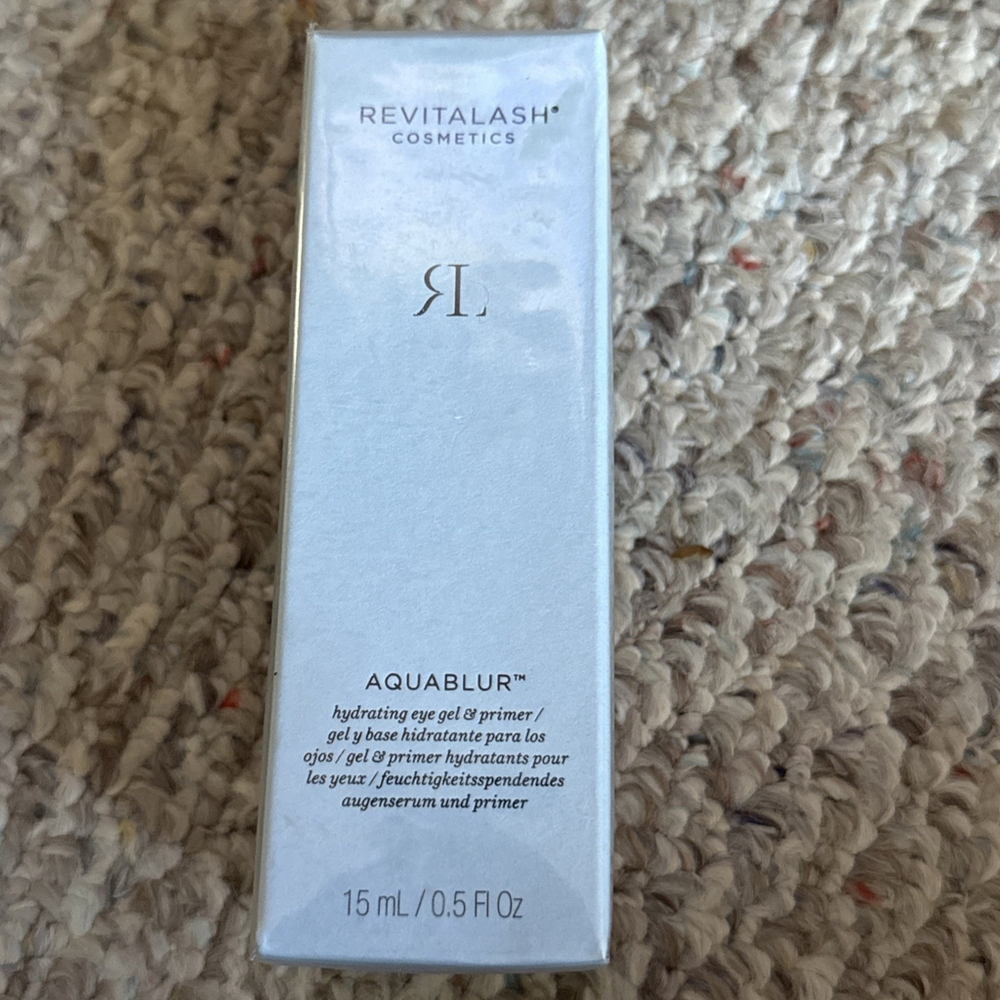 REVITALASH®
COSMETICS
RL
AQUABLUR™
hydrating eye gel & primer /
gel y base hidratante para los
ojos / gel & primer hydratants pour
les yeux / feuchtigkeitsspendendes
augenserum und primer
15 mL / 0.5 Fl Oz